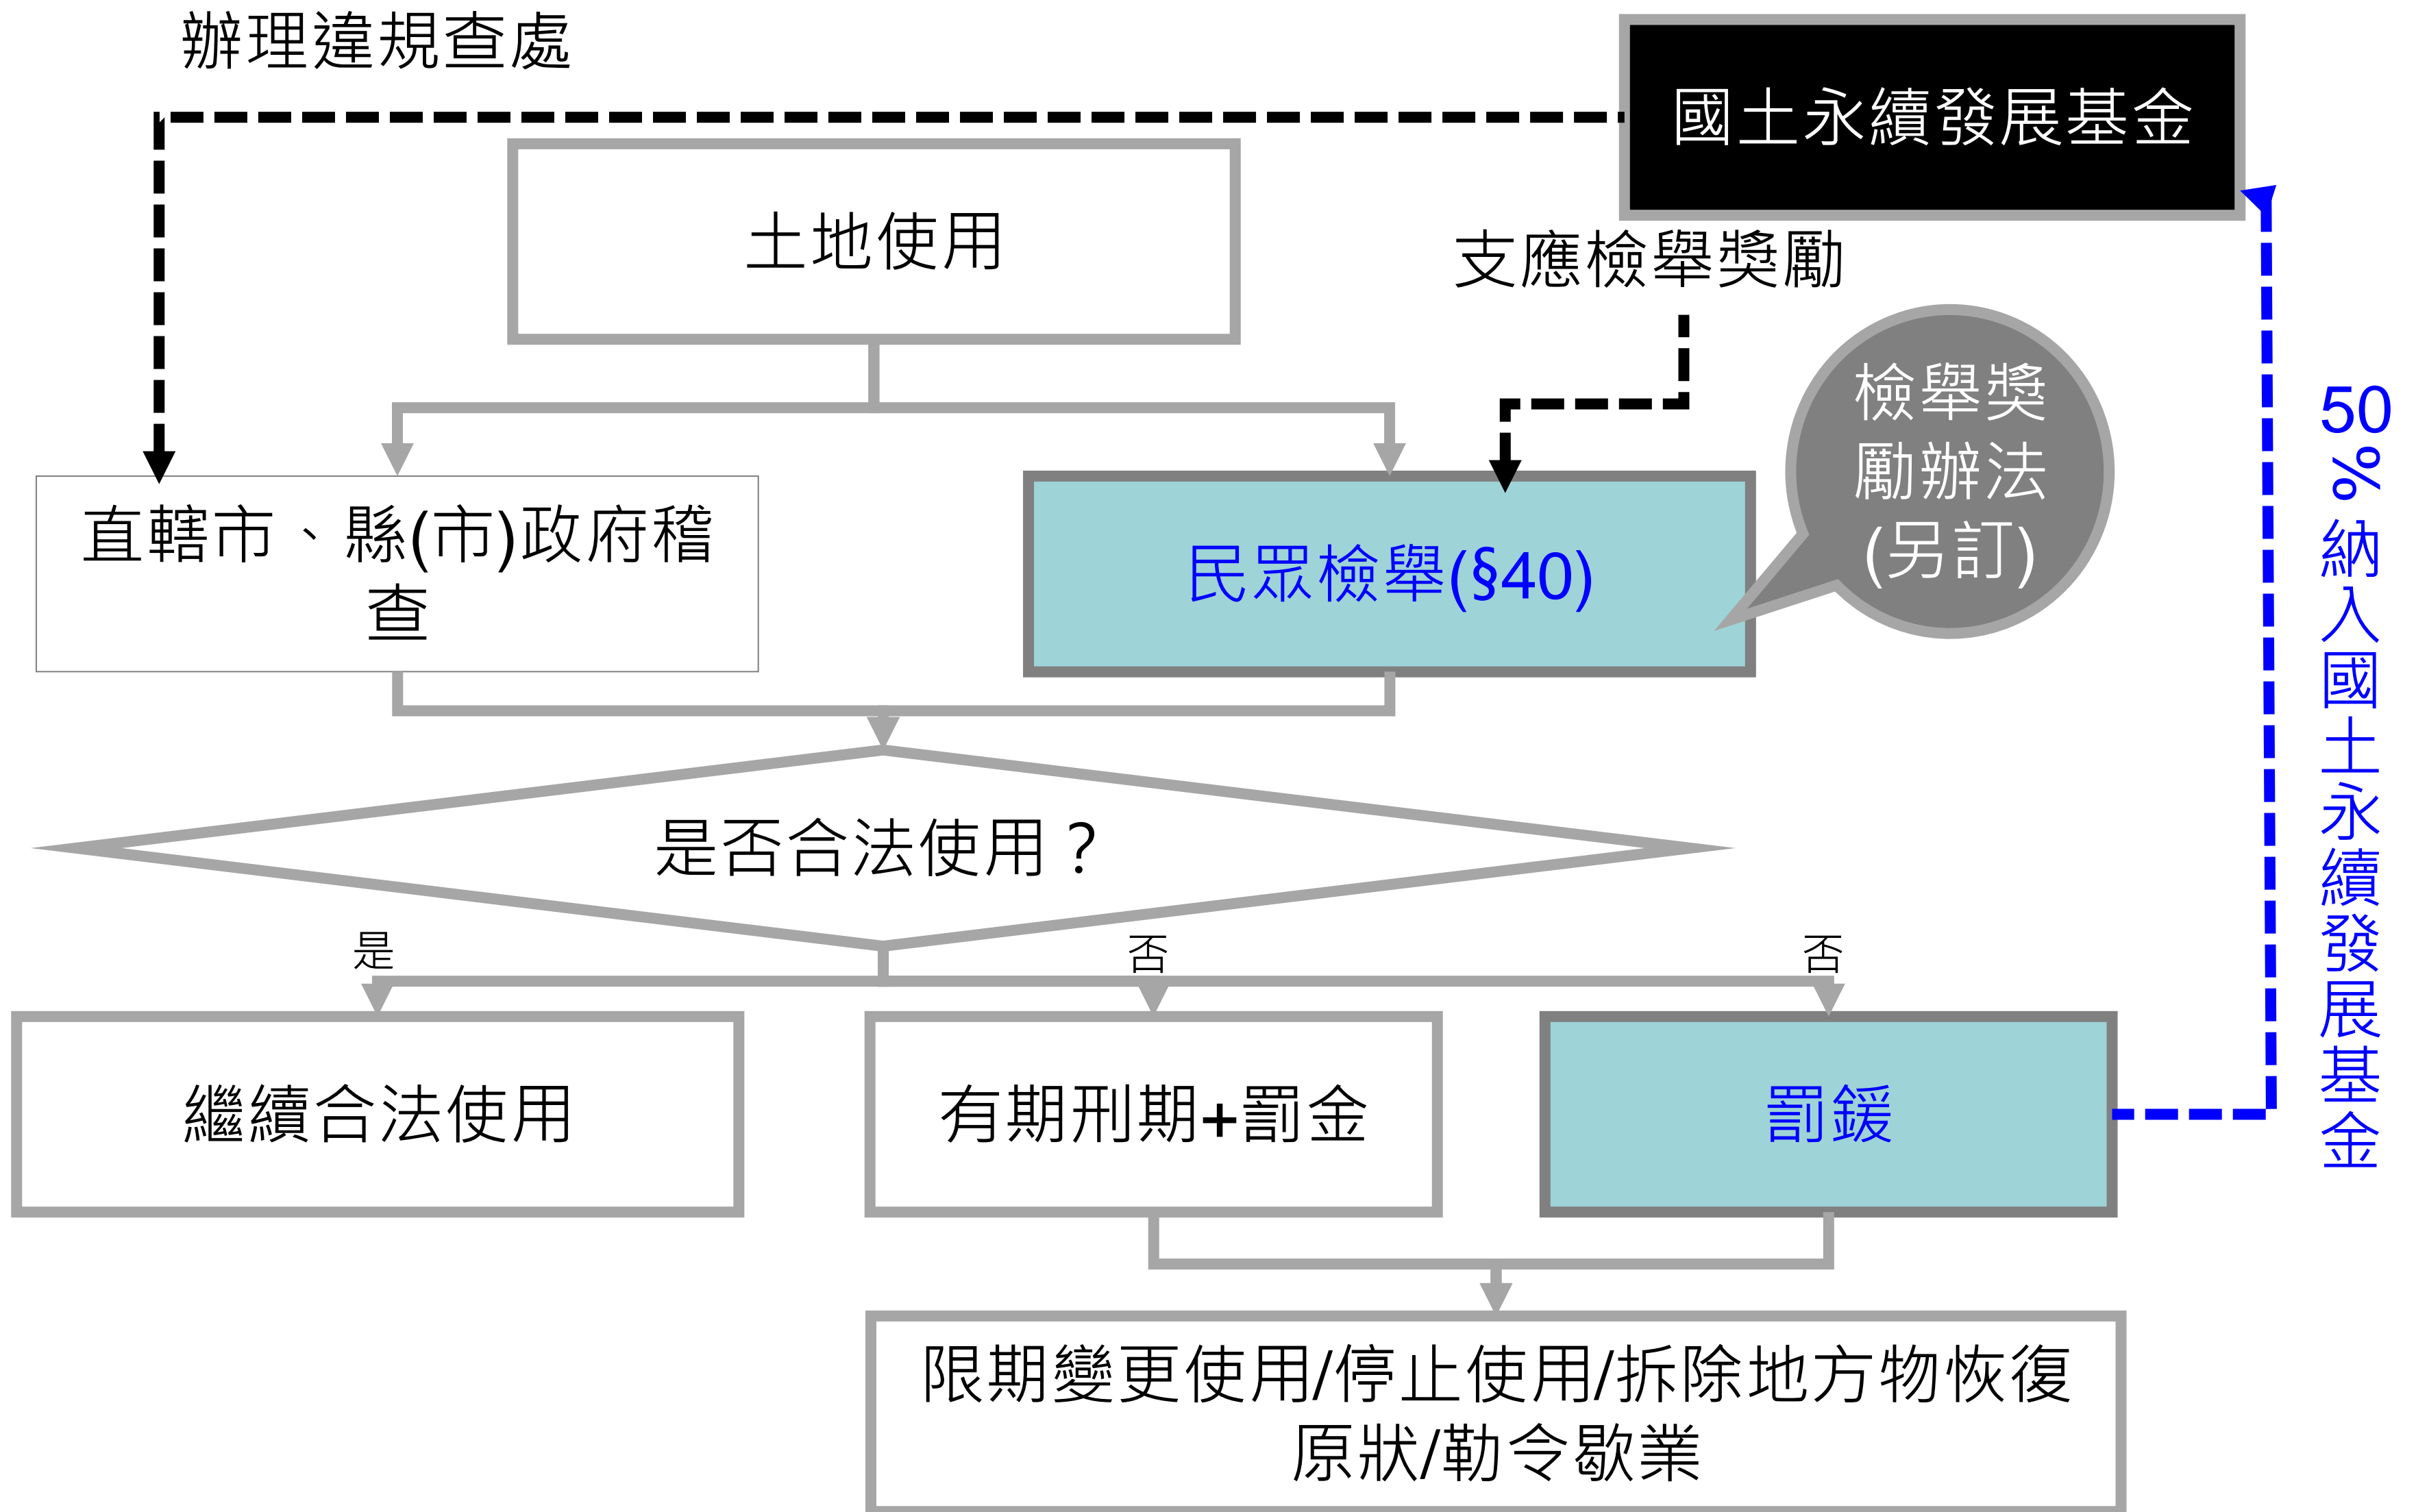 辦理違規查處
國土永續發展基金
土地使用
支應檢舉獎勵
檢舉獎
勵辦法
(另訂)
直轄市、縣(市)政府稽
查
民眾檢舉(§40)
50%納入國土永續發展基金
是否合法使用？
是
否
否
繼續合法使用
有期刑期+罰金
罰鍰
限期變更使用/停止使用/拆除地方物恢復
原狀/勒令歇業